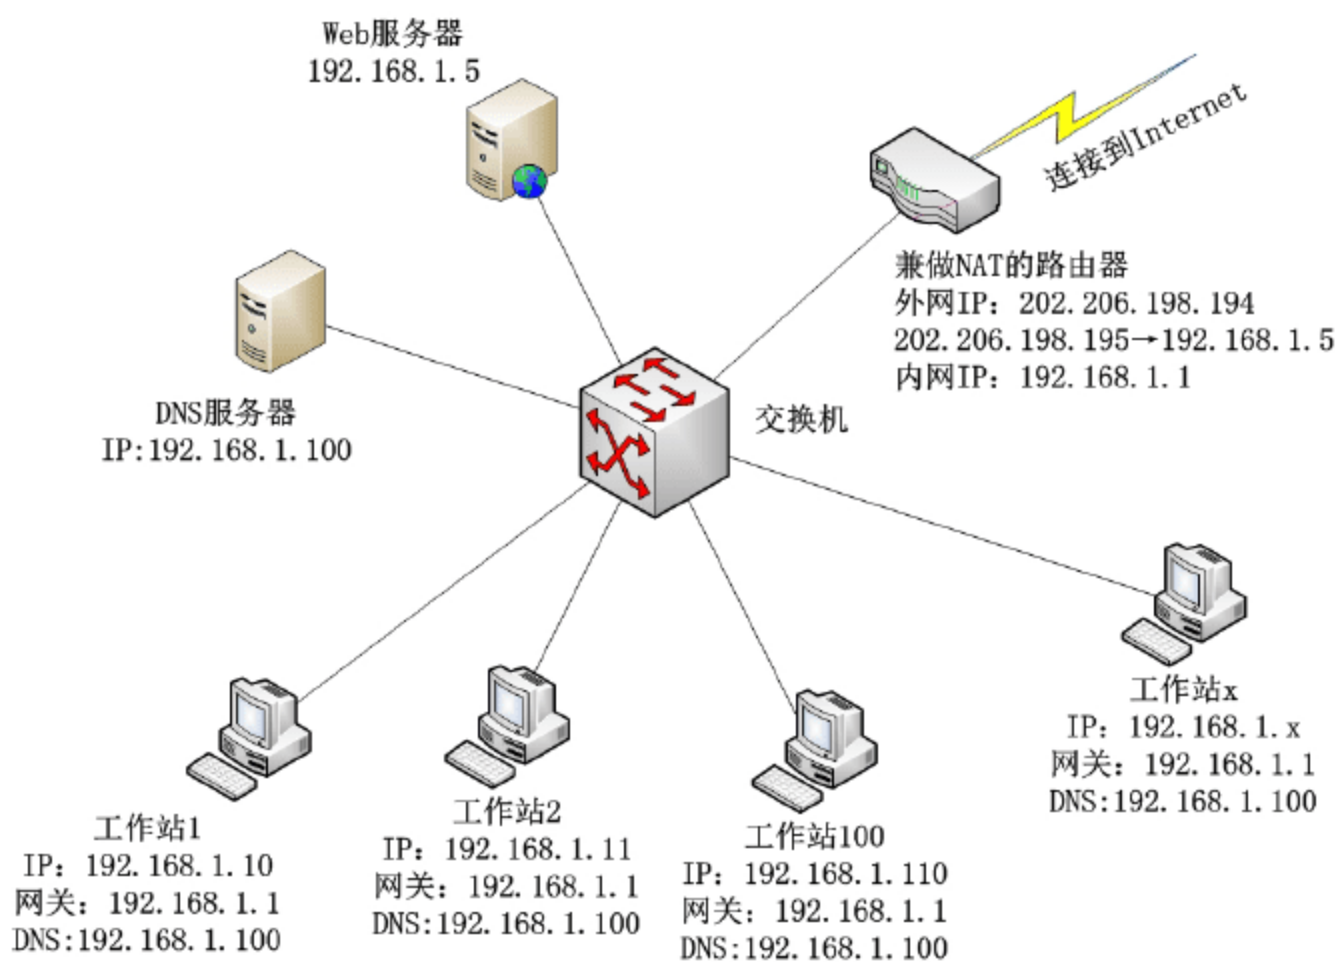 Web服务器
192.168.1.5
连接到Internet
兼做NAT的路由器
外网IP：202.206.198.194
202.206.198.195→192.168.1.5
内网IP：192.168.1.1
DNS服务器
IP:192.168.1.100
交换机
工作站x
IP：192.168.1.x
网关：192.168.1.1
DNS:192.168.1.100
工作站1
IP：192.168.1.10
网关：192.168.1.1
DNS:192.168.1.100
工作站2
IP：192.168.1.11
网关：192.168.1.1
DNS:192.168.1.100
工作站100
IP：192.168.1.110
网关：192.168.1.1
DNS:192.168.1.100